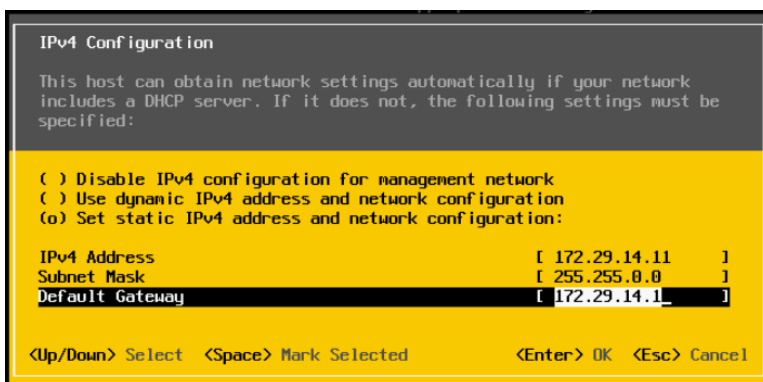 IPv4 Configuration
This host can obtain network settings automatically if your network
includes a DHCP server. If it does not, the following settings must be
specified:
( ) Disable IPv4 configuration for management network
( ) Use dynamic IPv4 address and network configuration
(o) Set static IPv4 address and network configuration:
IPv4 Address [ 172.29.14.11 ]
Subnet Mask [ 255.255.0.0 ]
Default Gateway [ 172.29.14.1_ ]
<Up/Down> Select <Space> Mark Selected <Enter> OK <Esc> Cancel